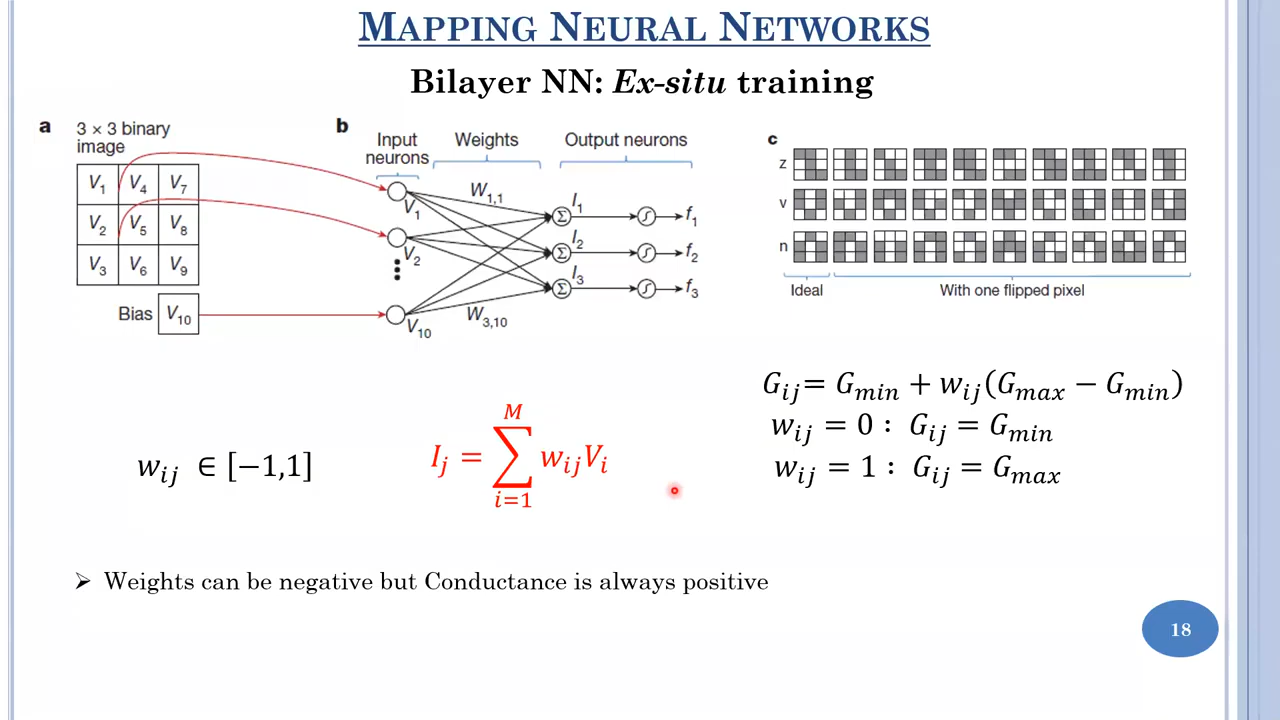 MAPPING NEURAL NETWORKS
Bilayer NN: Ex-situ training
a
3 × 3 binary
image
V1 V4 V7
V2 V5 V8
V3 V6 V9
Bias V10
b
Input
neurons
Weights
Output neurons
W1,1
V1
V2
V10
W3,10
Σ I1 ∫ f1
Σ I2 ∫ f2
Σ I3 ∫ f3
c
z
v
n
Ideal
With one flipped pixel
wij ∈ [−1,1]
Ij = ∑_{i=1}^{M} wijVi
Gij= Gmin + wij(Gmax − Gmin)
wij = 0 : Gij = Gmin
wij = 1 : Gij = Gmax
➢ Weights can be negative but Conductance is always positive
18